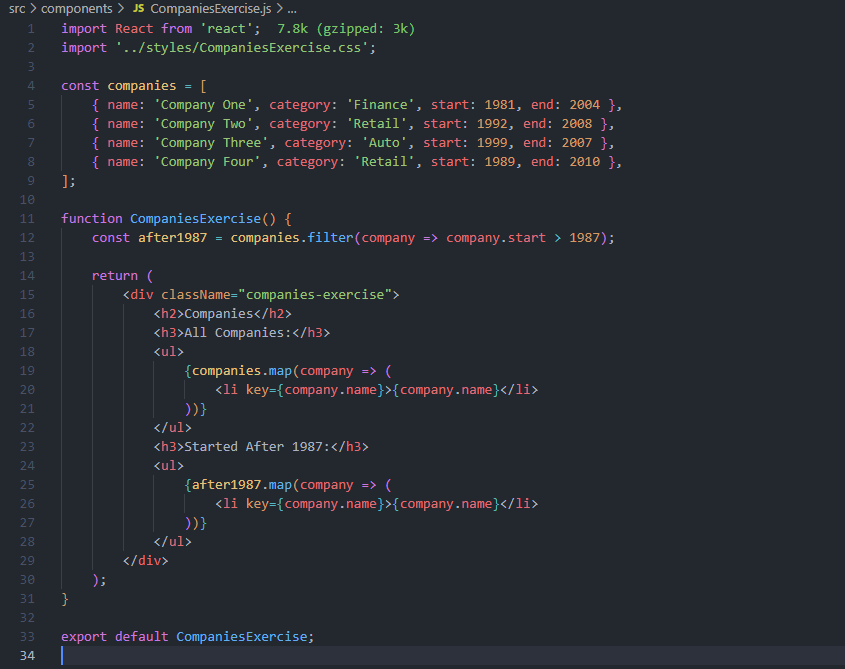 src > components > JS CompaniesExercise.js > ...
1 import React from 'react'; 7.8k (gzipped: 3k)
2 import '../styles/CompaniesExercise.css';
3
4 const companies = [
5     { name: 'Company One', category: 'Finance', start: 1981, end: 2004 },
6     { name: 'Company Two', category: 'Retail', start: 1992, end: 2008 },
7     { name: 'Company Three', category: 'Auto', start: 1999, end: 2007 },
8     { name: 'Company Four', category: 'Retail', start: 1989, end: 2010 },
9 ];
10
11 function CompaniesExercise() {
12     const after1987 = companies.filter(company => company.start > 1987);
13
14     return (
15         <div className="companies-exercise">
16             <h2>Companies</h2>
17             <h3>All Companies:</h3>
18             <ul>
19                 {companies.map(company => (
20                     <li key={company.name}>{company.name}</li>
21                 ))}
22             </ul>
23             <h3>Started After 1987:</h3>
24             <ul>
25                 {after1987.map(company => (
26                     <li key={company.name}>{company.name}</li>
27                 ))}
28             </ul>
29         </div>
30     );
31 }
32
33 export default CompaniesExercise;
34